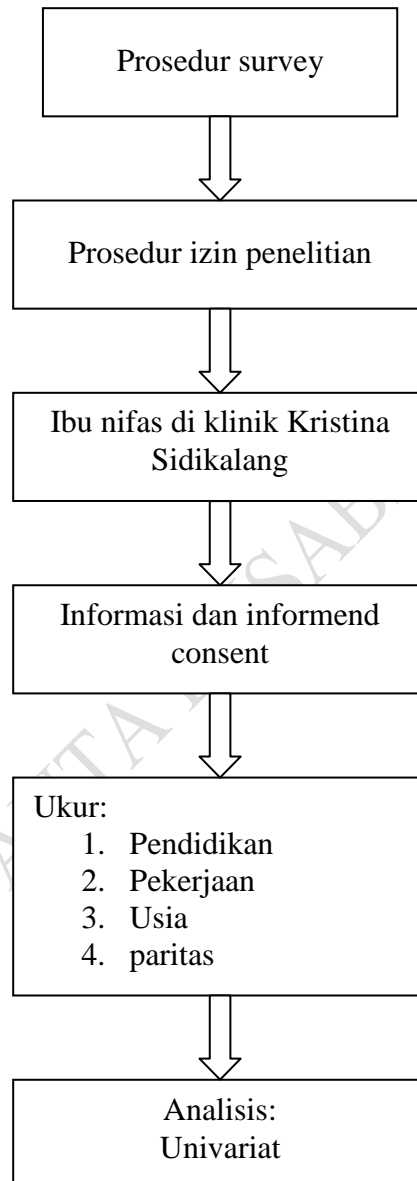 Prosedur survey
Prosedur izin penelitian
Ibu nifas di klinik Kristina
Sidikalang
Informasi dan informend
consent
Ukur:
1. Pendidikan
2. Pekerjaan
3. Usia
4. paritas
Analisis:
Univariat